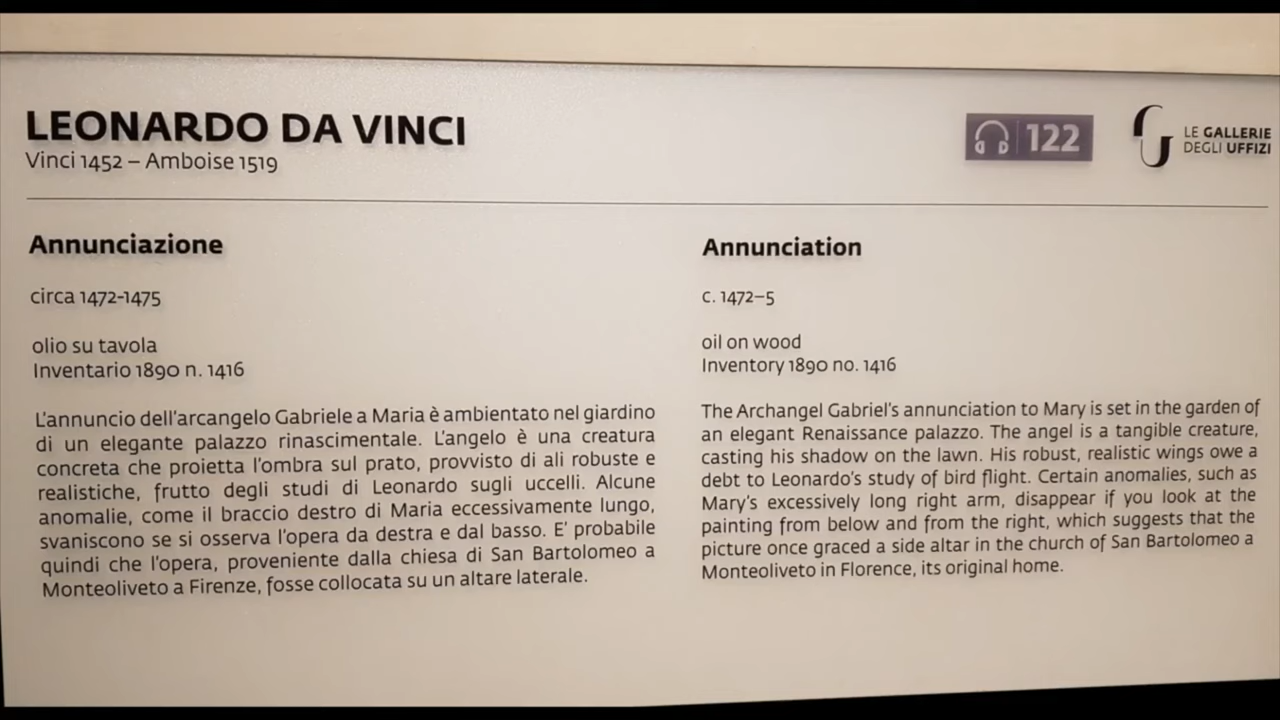 LEONARDO DA VINCI
Vinci 1452 – Amboise 1519
122
LE GALLERIE
DEGLI UFFIZI
Annunciazione
circa 1472-1475
olio su tavola
Inventario 1890 n. 1416
L'annuncio dell'arcangelo Gabriele a Maria è ambientato nel giardino
di un elegante palazzo rinascimentale. L'angelo è una creatura
concreta che proietta l'ombra sul prato, provvisto di ali robuste e
realistiche, frutto degli studi di Leonardo sugli uccelli. Alcune
anomalie, come il braccio destro di Maria eccessivamente lungo,
svaniscono se si osserva l'opera da destra e dal basso. E' probabile
quindi che l'opera, proveniente dalla chiesa di San Bartolomeo a
Monteoliveto a Firenze, fosse collocata su un altare laterale.
Annunciation
c. 1472–5
oil on wood
Inventory 1890 no. 1416
The Archangel Gabriel's annunciation to Mary is set in the garden of
an elegant Renaissance palazzo. The angel is a tangible creature,
casting his shadow on the lawn. His robust, realistic wings owe a
debt to Leonardo's study of bird flight. Certain anomalies, such as
Mary's excessively long right arm, disappear if you look at the
painting from below and from the right, which suggests that the
picture once graced a side altar in the church of San Bartolomeo a
Monteoliveto in Florence, its original home.